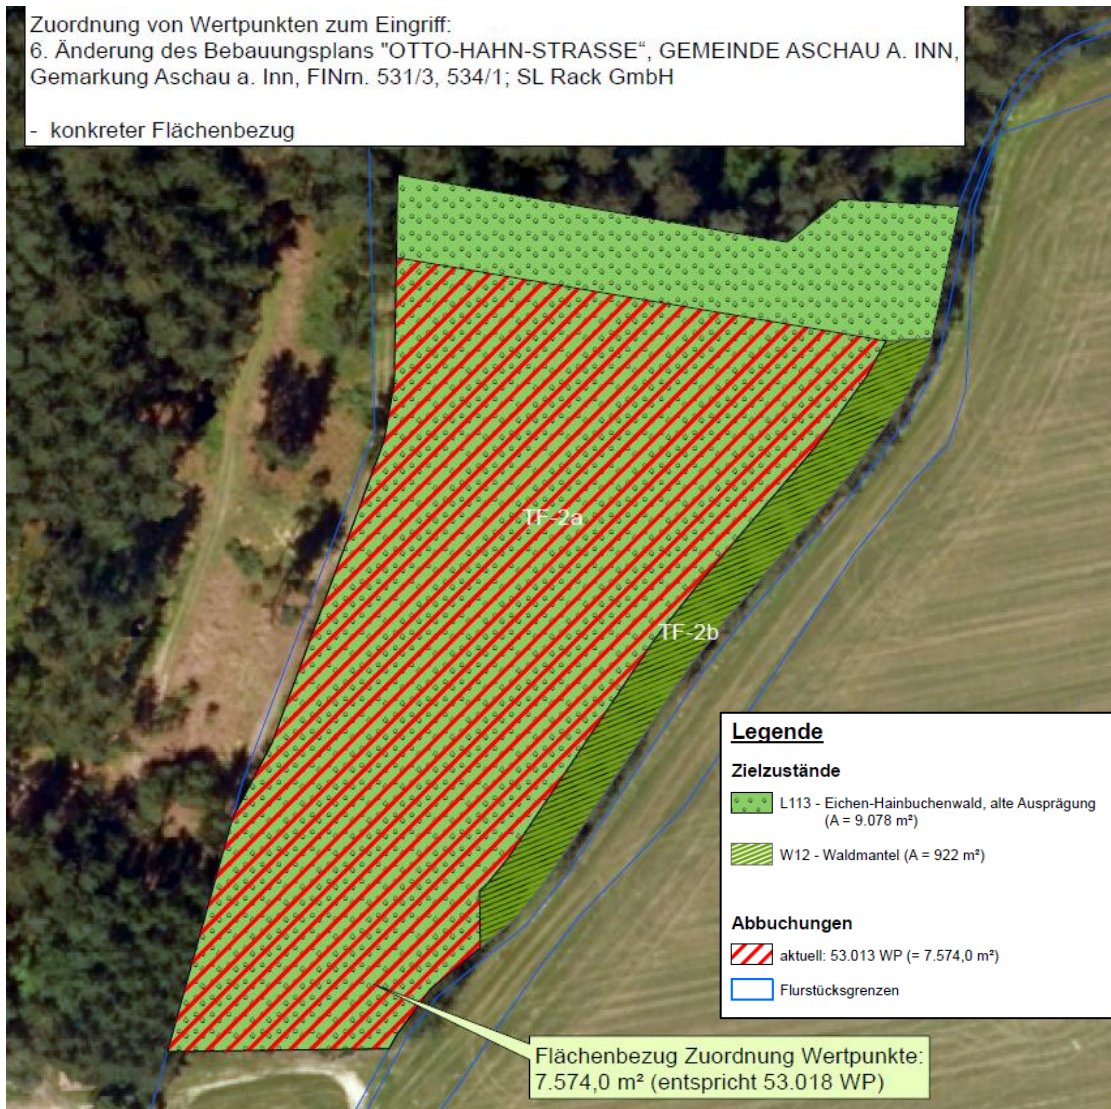 Zuordnung von Wertpunkten zum Eingriff:
6. Änderung des Bebauungsplans "OTTO-HAHN-STRASSE“, GEMEINDE ASCHAU A. INN,
Gemarkung Aschau a. Inn, FlNrn. 531/3, 534/1; SL Rack GmbH
- konkreter Flächenbezug
TF-2a
TF-2b
Legende
Zielzustände
L113 - Eichen-Hainbuchenwald, alte Ausprägung
(A = 9.078 m²)
W12 - Waldmantel (A = 922 m²)
Abbuchungen
aktuell: 53.013 WP (= 7.574,0 m²)
Flurstücksgrenzen
Flächenbezug Zuordnung Wertpunkte:
7.574,0 m² (entspricht 53.018 WP)